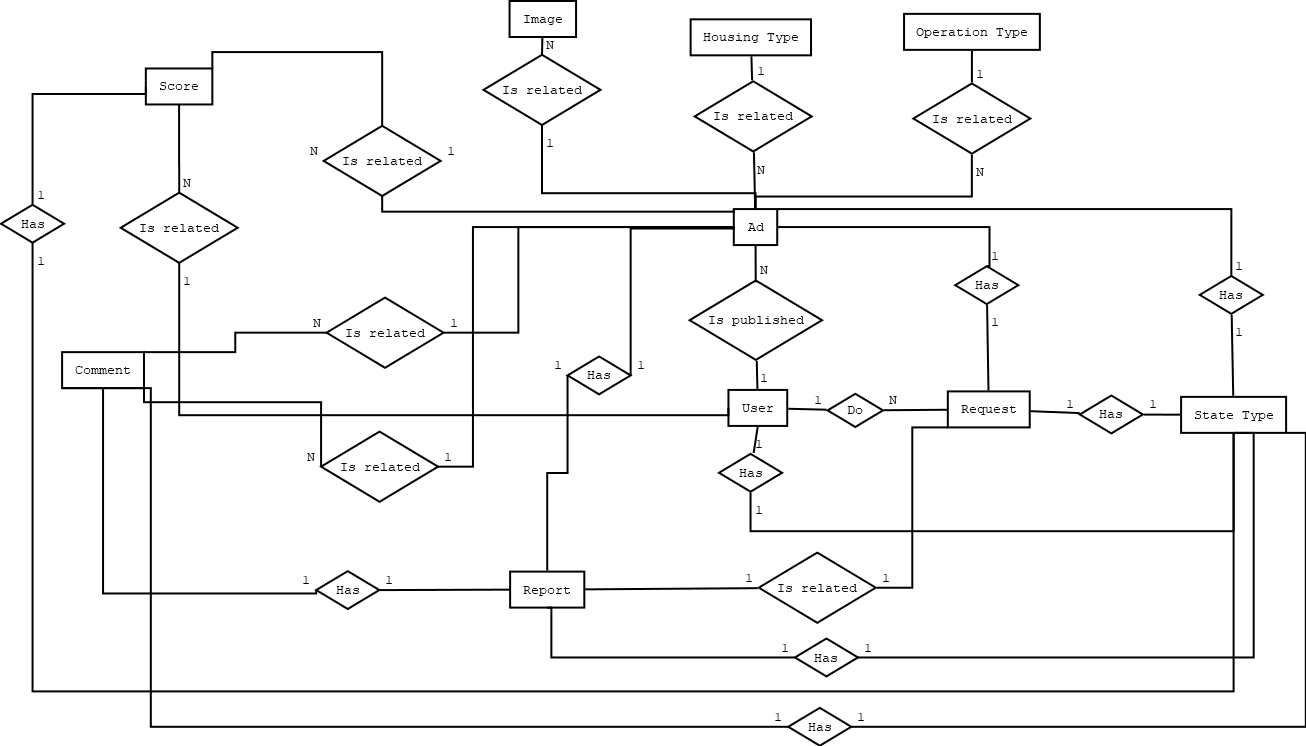 Image
N
Is related
1
Housing Type
1
Is related
N
Operation Type
1
Is related
N
Score
N
Is related
1
N
Is related
1
1
Has
1
Ad
N
Is published
1
1
Has
1
1
Has
1
N
Is related
1
Comment
1
Has
1
User
1
Do
N
Request
1
Has
1
State Type
N
Is related
1
1
Has
1
1
Has
1
Report
1
Is related
1
1
Has
1
1
Has
1